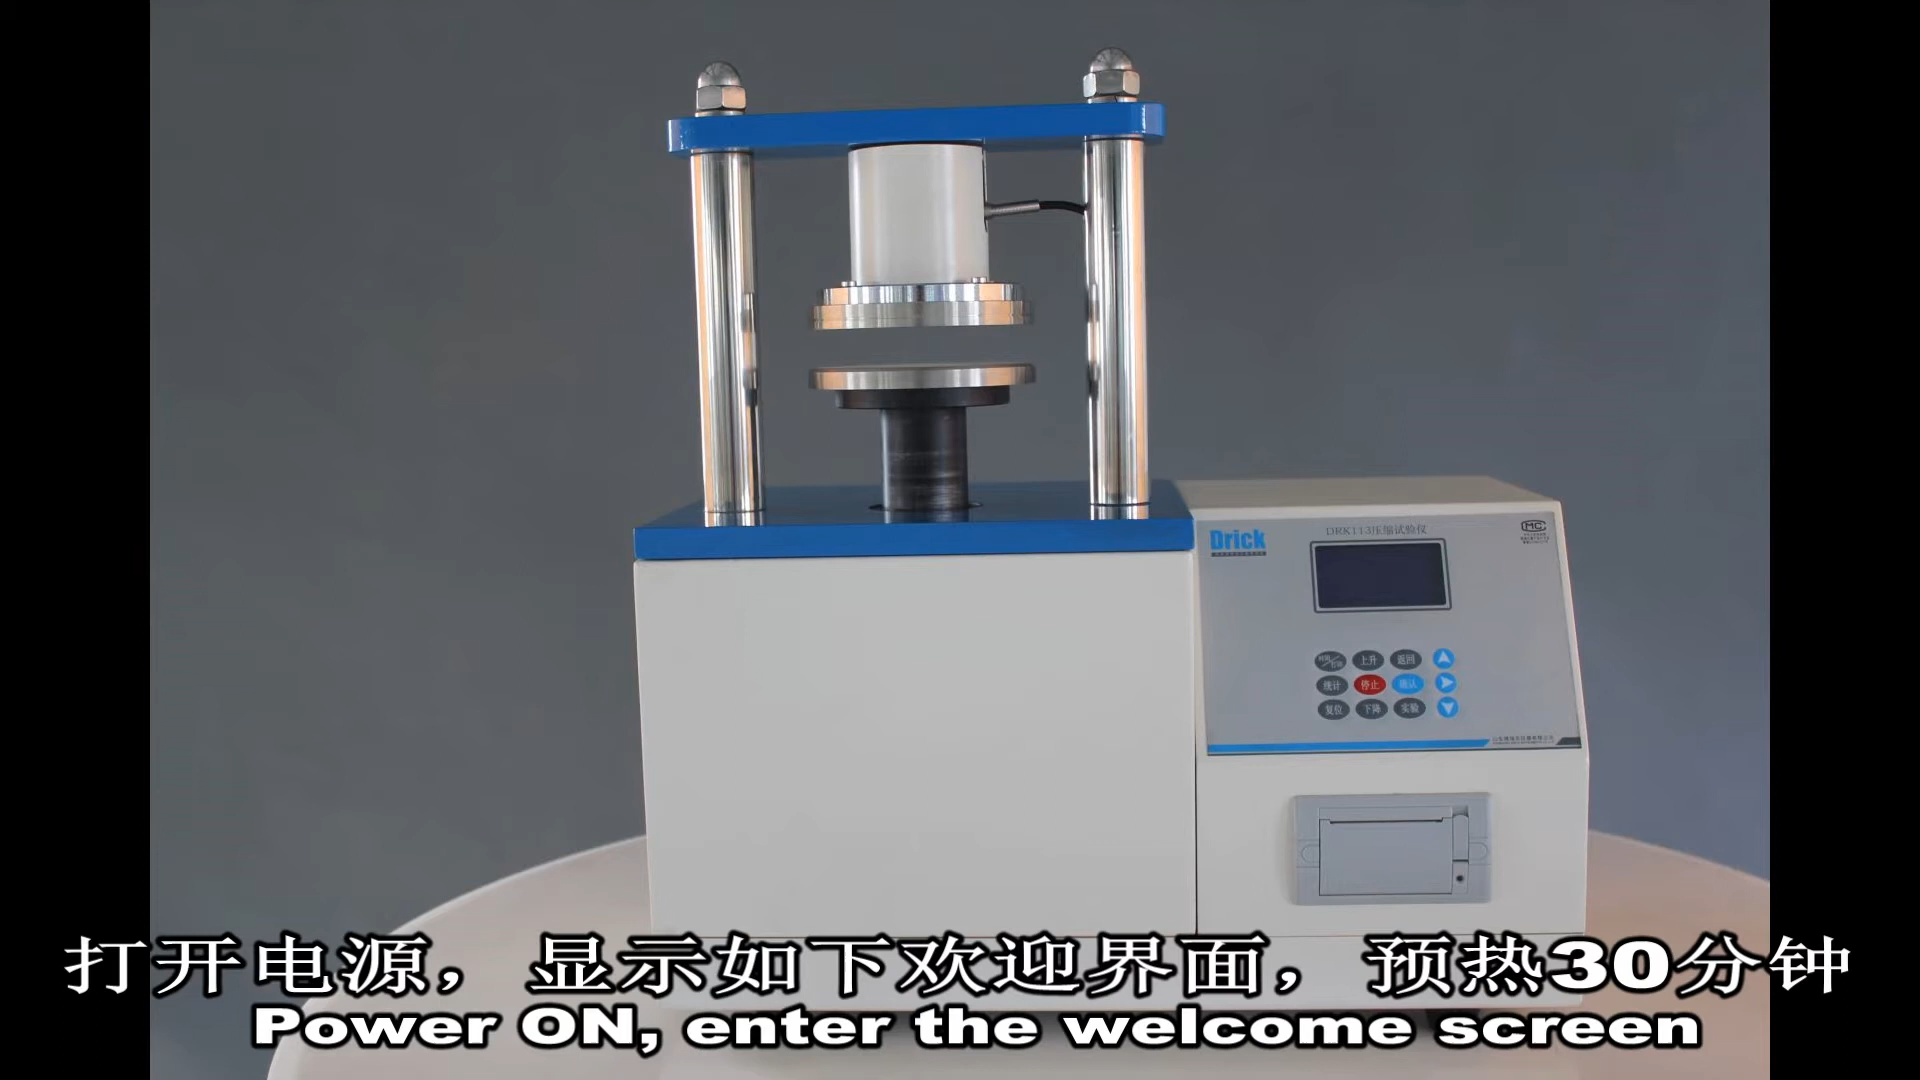 DRK113压缩试验仪
Drick
MC
上升 返回
统计 停止 确认
复位 下降 实验
打开电源，显示如下欢迎界面，预热30分钟
Power ON, enter the welcome screen